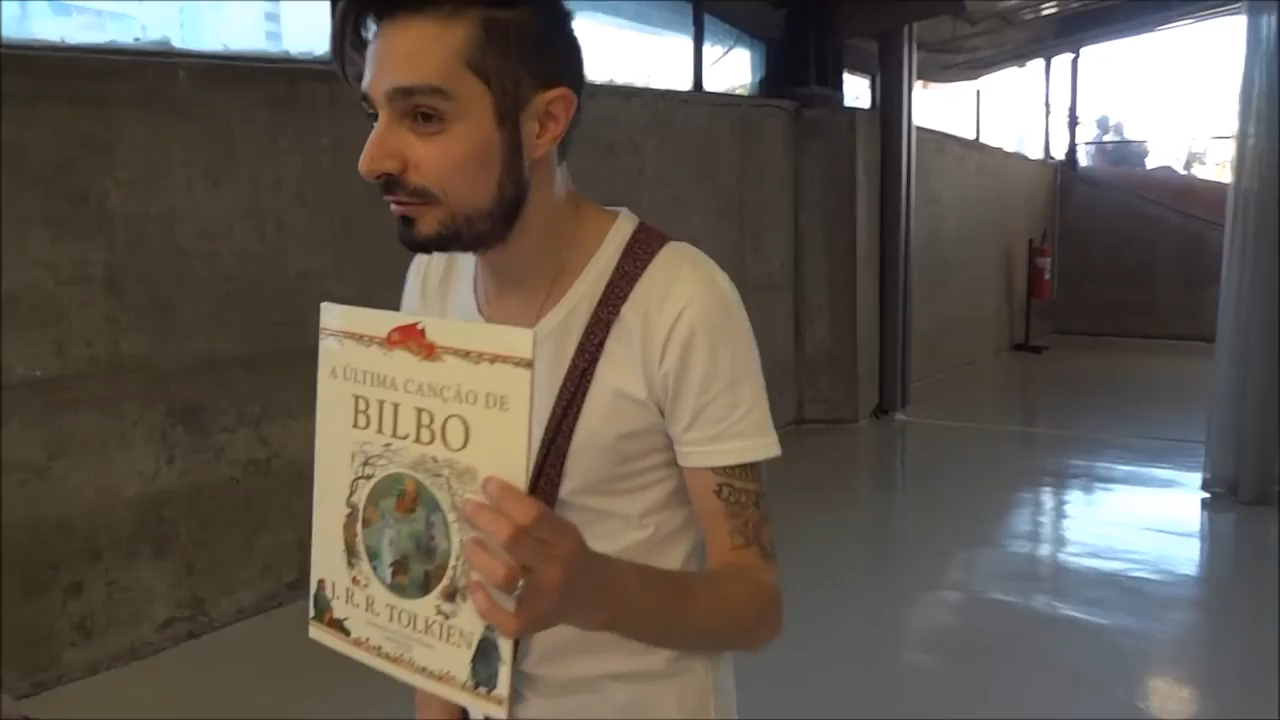 A ÚLTIMA CANÇÃO DE
BILBO
J. R. R. TOLKIEN